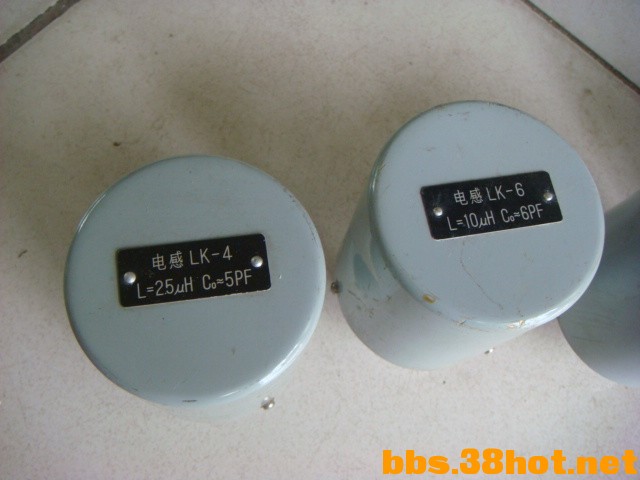 电感 LK-4
L=25μH C₀≈5PF
电感 LK-6
L=10μH C₀≈6PF
bbs.38hot.net